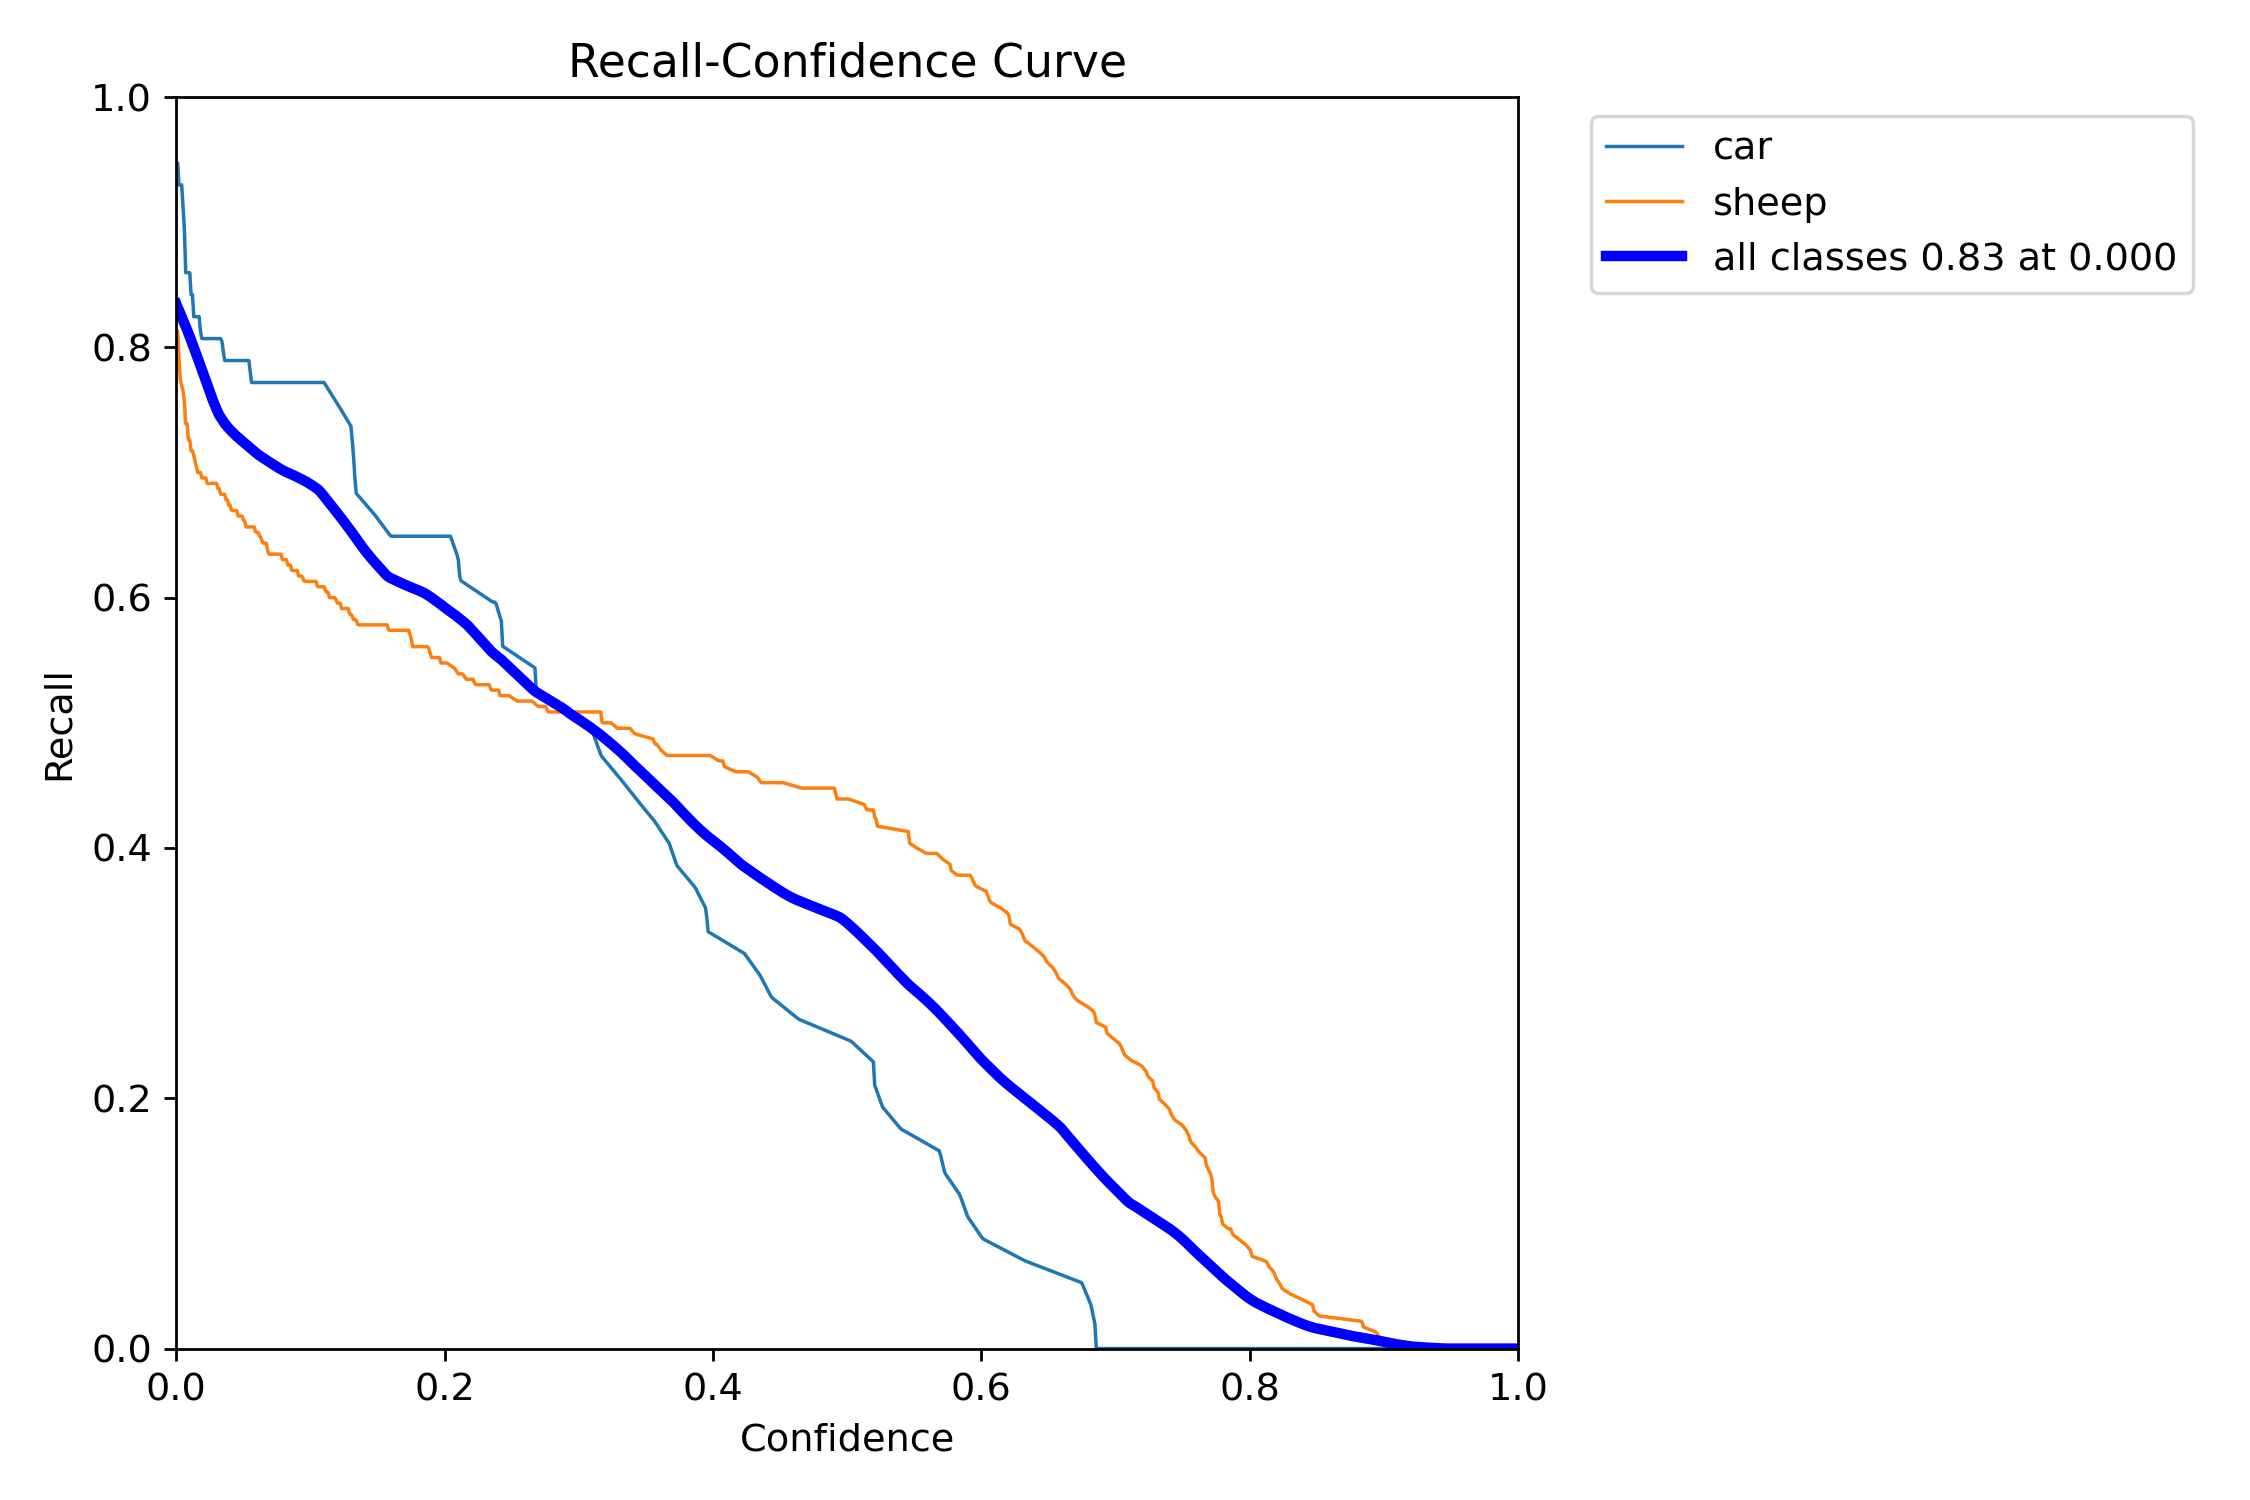 Recall-Confidence Curve
1.0
0.8
0.6
0.4
0.2
0.0
Recall
0.0 0.2 0.4 0.6 0.8 1.0
Confidence
car
sheep
all classes 0.83 at 0.000